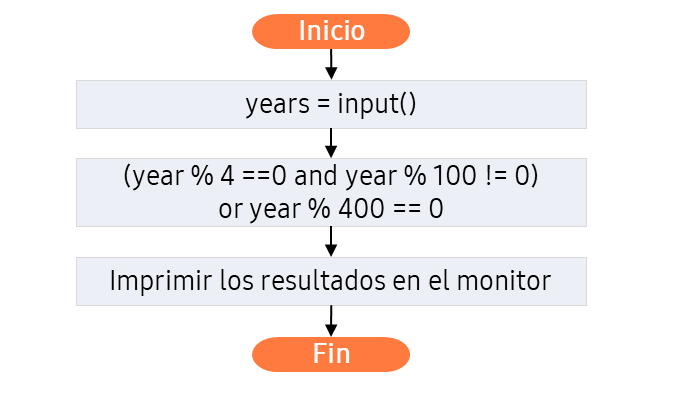 Inicio
years = input()
(year % 4 ==0 and year % 100 != 0)
or year % 400 == 0
Imprimir los resultados en el monitor
Fin